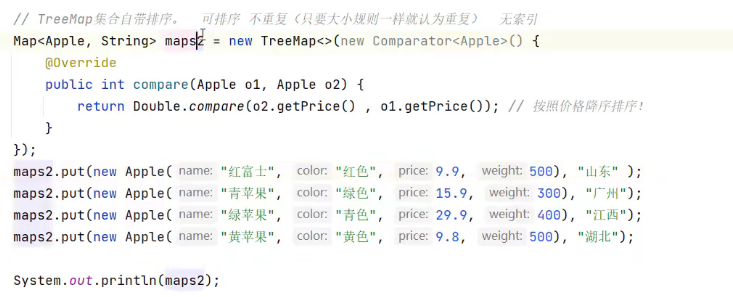 // TreeMap集合自带排序。 可排序 不重复(只要大小规则一样就认为重复) 无索引
Map<Apple, String> maps2 = new TreeMap<>(new Comparator<Apple>() {
@Override
public int compare(Apple o1, Apple o2) {
return Double.compare(o2.getPrice() , o1.getPrice()); // 按照价格降序排序!
}
});
maps2.put(new Apple( name: "红富士", color: "红色", price: 9.9, weight: 500), "山东" );
maps2.put(new Apple( name: "青苹果", color: "绿色", price: 15.9, weight: 300), "广州");
maps2.put(new Apple( name: "绿苹果", color: "青色", price: 29.9, weight: 400), "江西");
maps2.put(new Apple( name: "黄苹果", color: "黄色", price: 9.8, weight: 500), "湖北");
System.out.println(maps2);